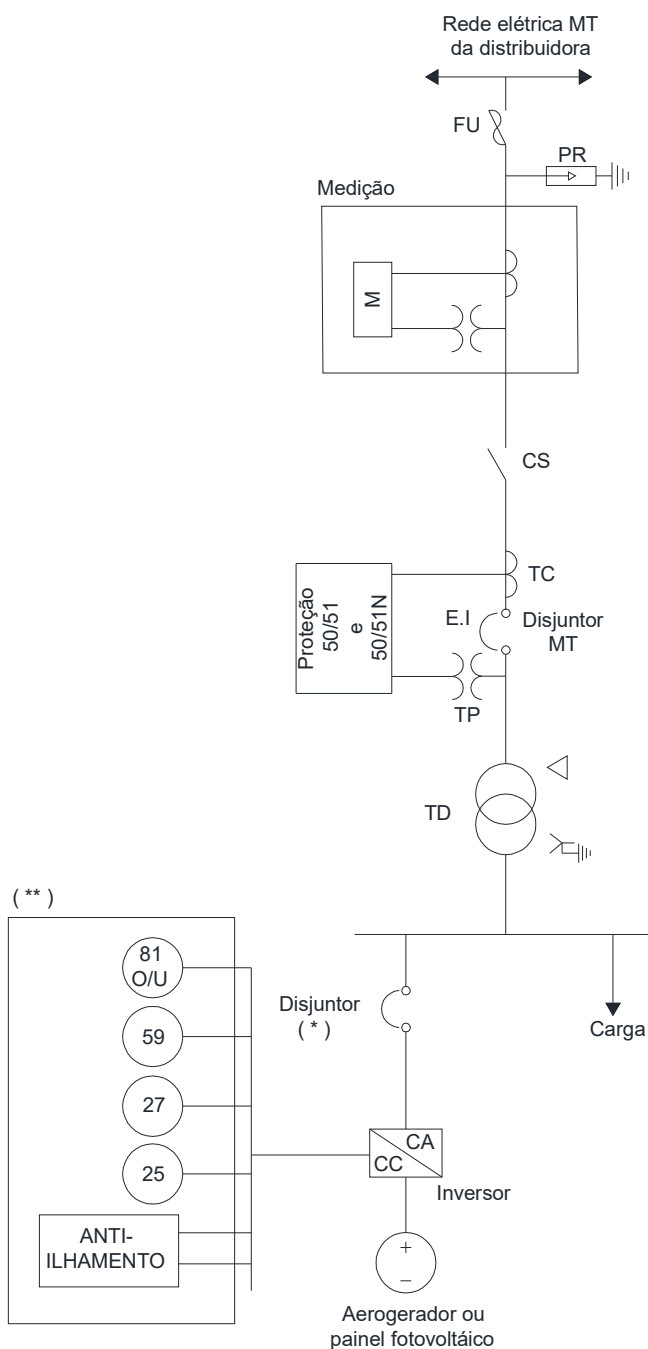 Rede elétrica MT
da distribuidora
FU
PR
Medição
M
CS
TC
Proteção
50/51
e
50/51N
E.I
Disjuntor
MT
TP
TD
( ** )
81
O/U
59
27
25
ANTI-
ILHAMENTO
Disjuntor
( * )
Carga
CA
CC
Inversor
+
–
Aerogerador ou
painel fotovoltáico